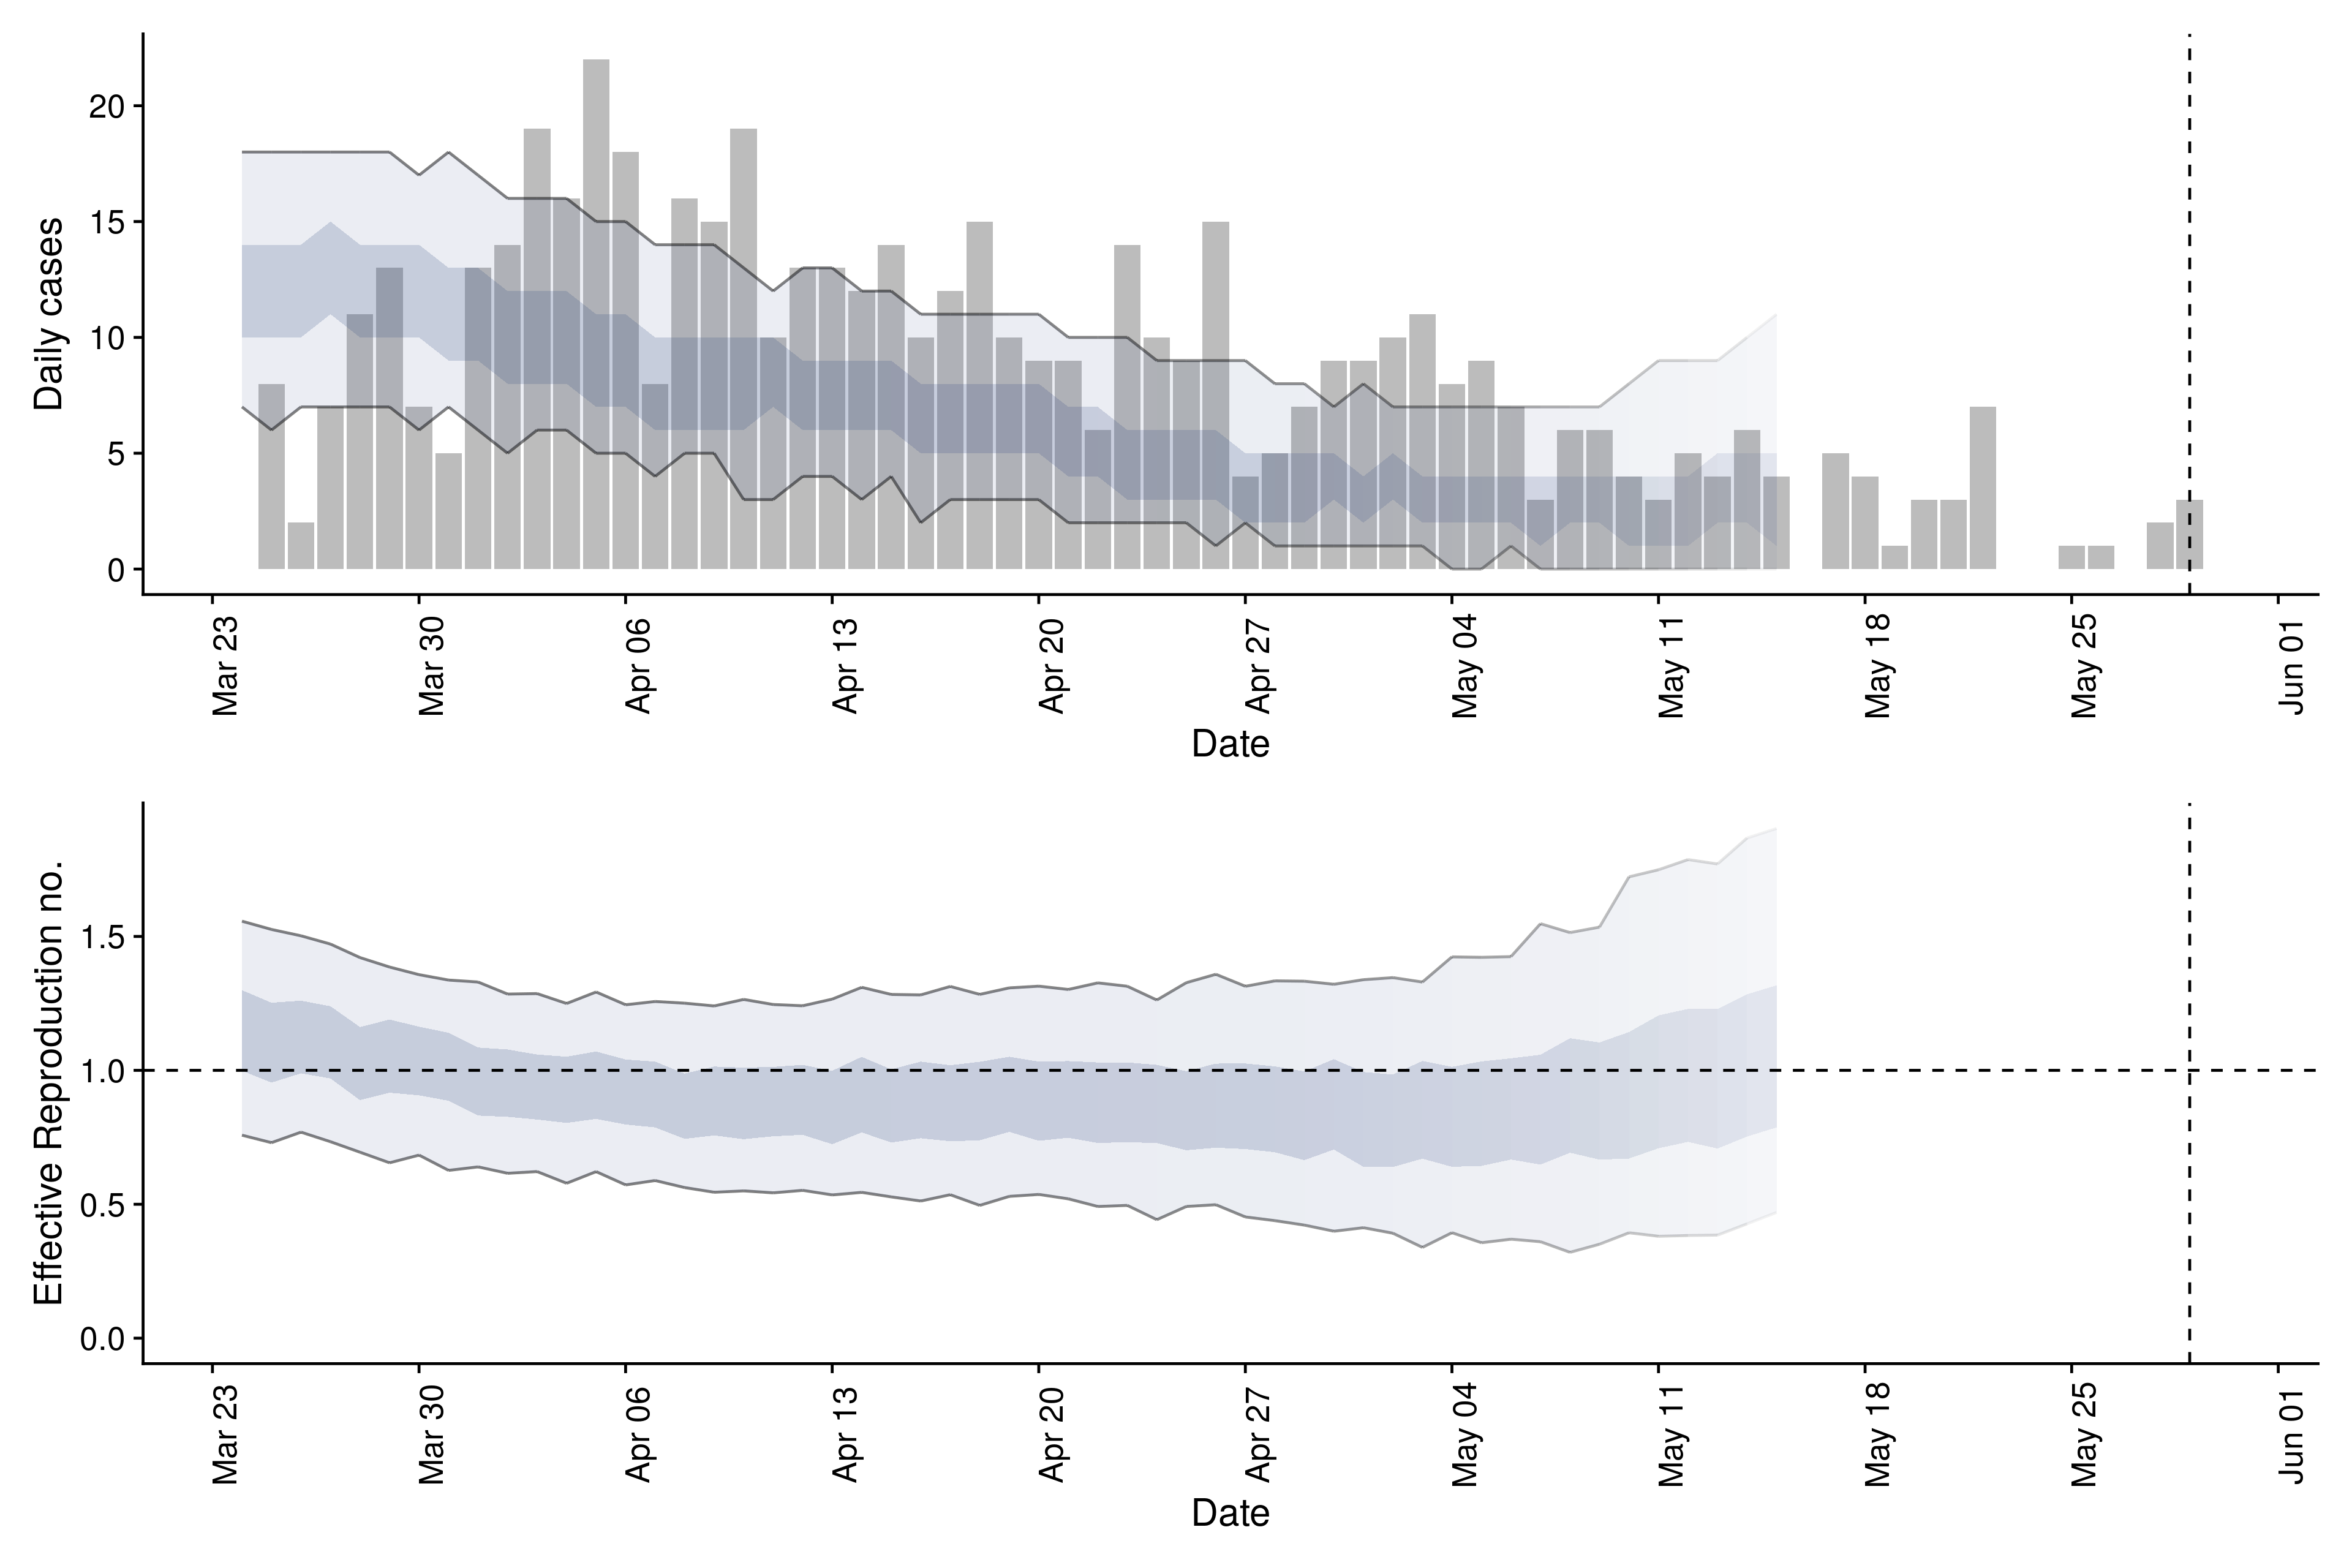 Daily cases
20
15
10
5
0
Mar 23
Mar 30
Apr 06
Apr 13
Apr 20
Apr 27
May 04
May 11
May 18
May 25
Jun 01
Date
Effective Reproduction no.
1.5
1.0
0.5
0.0
Mar 23
Mar 30
Apr 06
Apr 13
Apr 20
Apr 27
May 04
May 11
May 18
May 25
Jun 01
Date